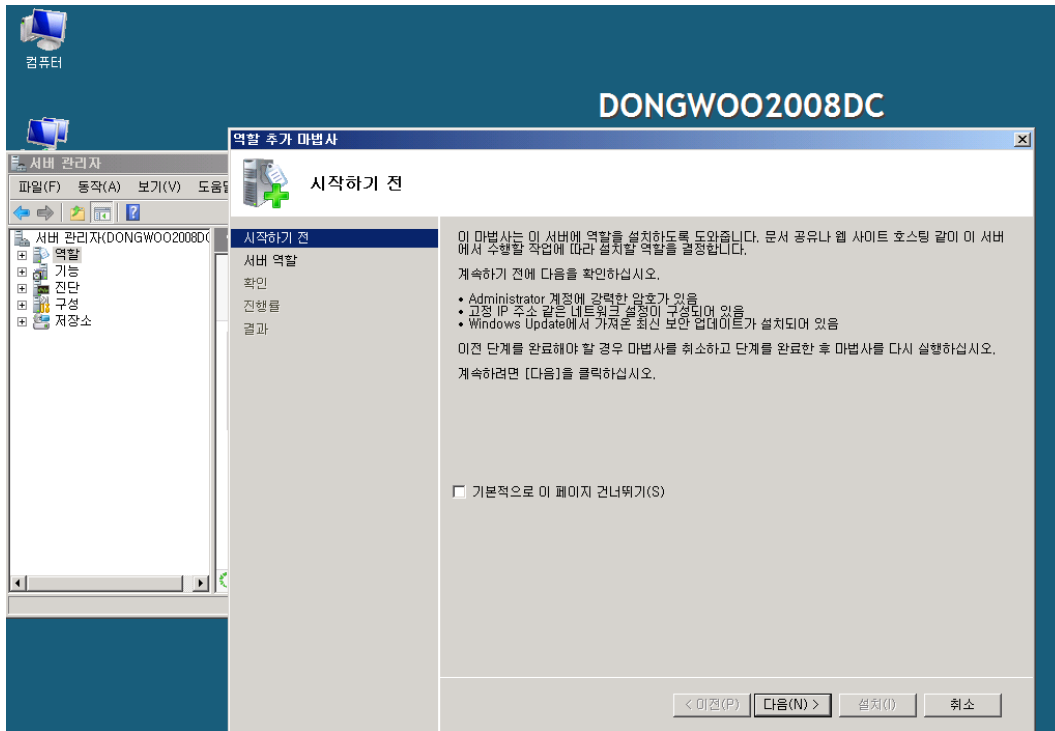 컴퓨터
DONGWOO2008DC
서버 관리자
파일(F) 동작(A) 보기(V)
서버 관리자(DONGWOO2008D
역할
기능
진단
구성
저장소
역할 추가 마법사
시작하기 전
시작하기 전
서버 역할
확인
진행률
결과
이 마법사는 이 서버에 역할을 설치하도록 도와줍니다. 문서 공유나 웹 사이트 호스팅 같이 이 서버
에서 수행할 작업에 따라 설치할 역할을 결정합니다.
계속하기 전에 다음을 확인하십시오.
• Administrator 계정에 강력한 암호가 있음
• 고정 IP 주소 같은 네트워크 설정이 구성되어 있음
• Windows Update에서 가져온 최신 보안 업데이트가 설치되어 있음
이전 단계를 완료해야 할 경우 마법사를 취소하고 단계를 완료한 후 마법사를 다시 실행하십시오.
계속하려면 [다음]을 클릭하십시오.
기본적으로 이 페이지 건너뛰기(S)
< 이전(P) 다음(N) > 설치(I) 취소